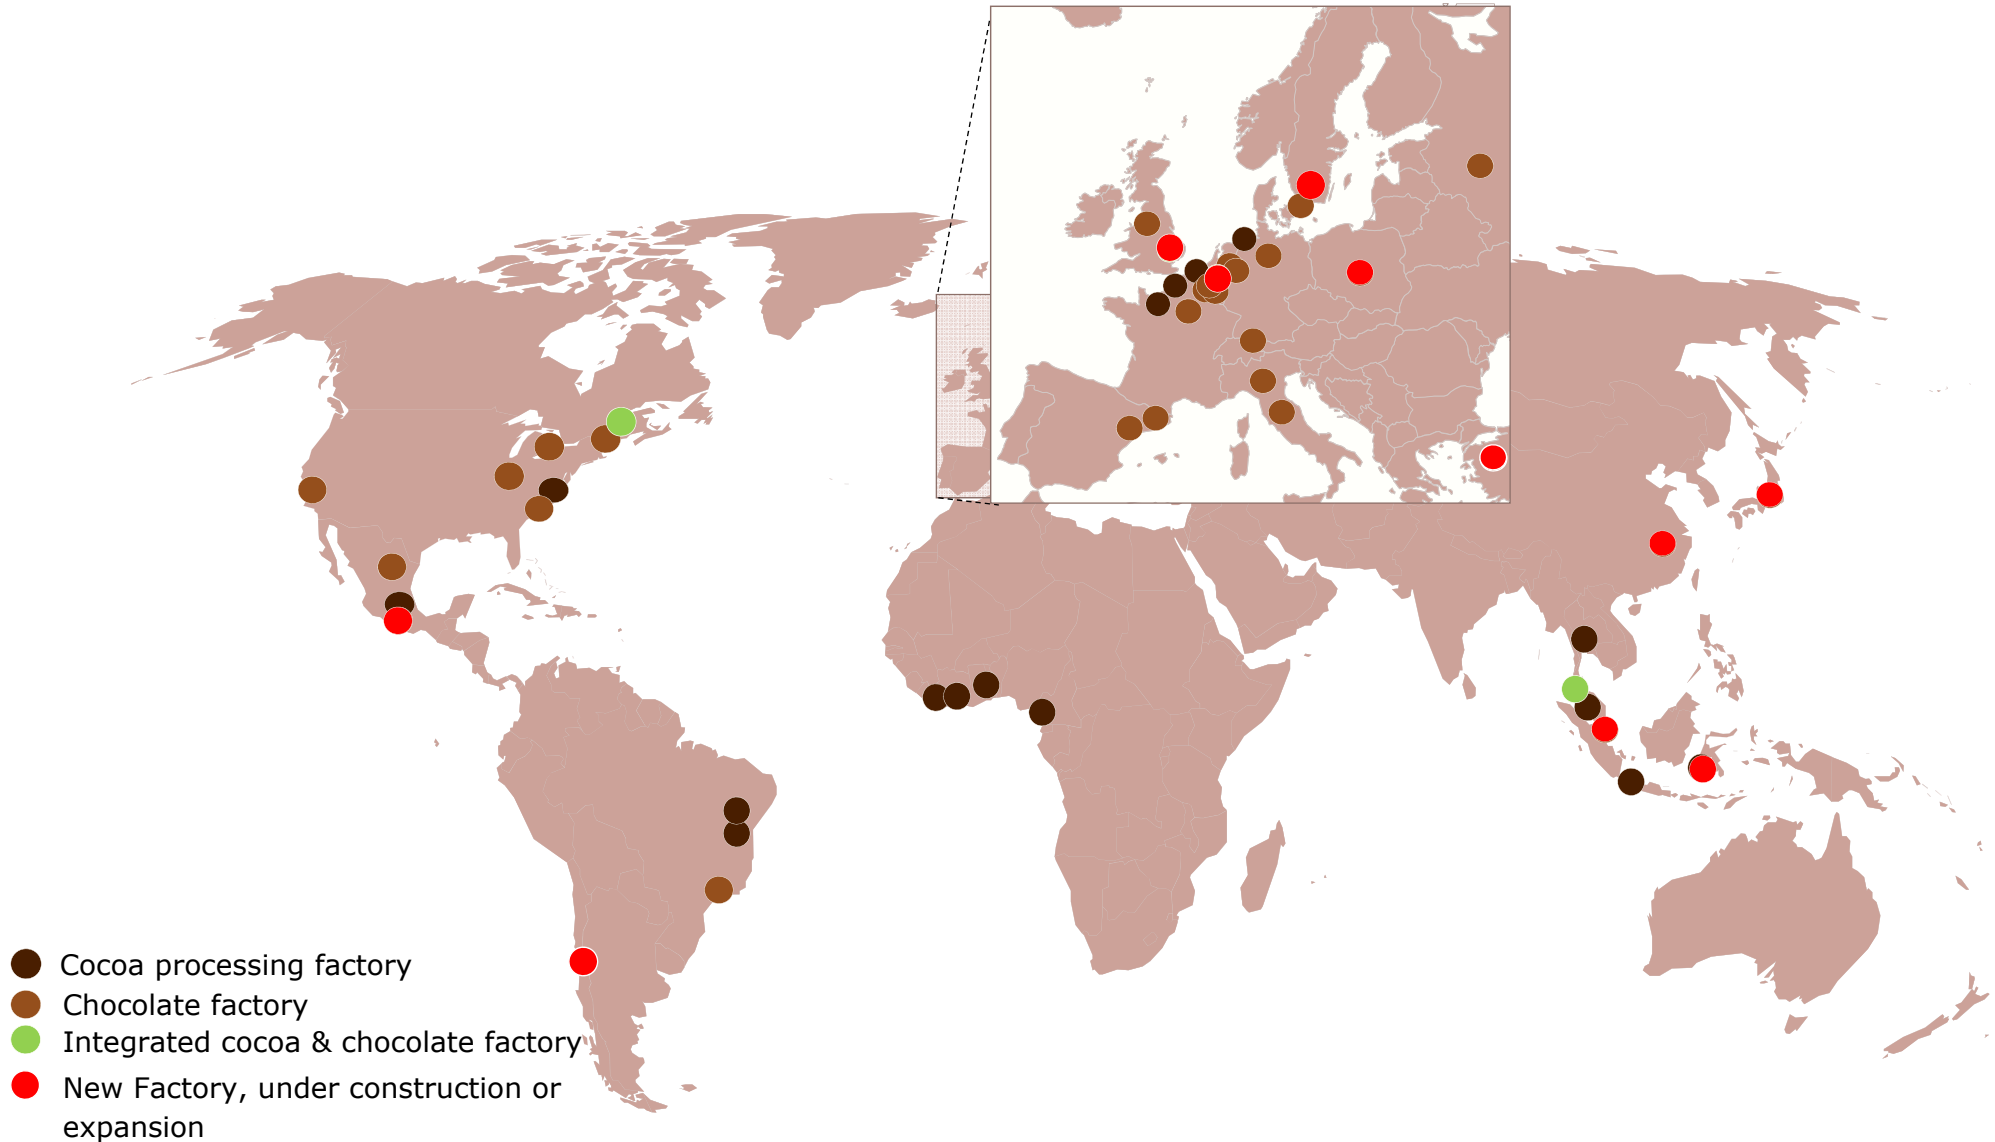 Cocoa processing factory
Chocolate factory
Integrated cocoa & chocolate factory
New Factory, under construction or
expansion